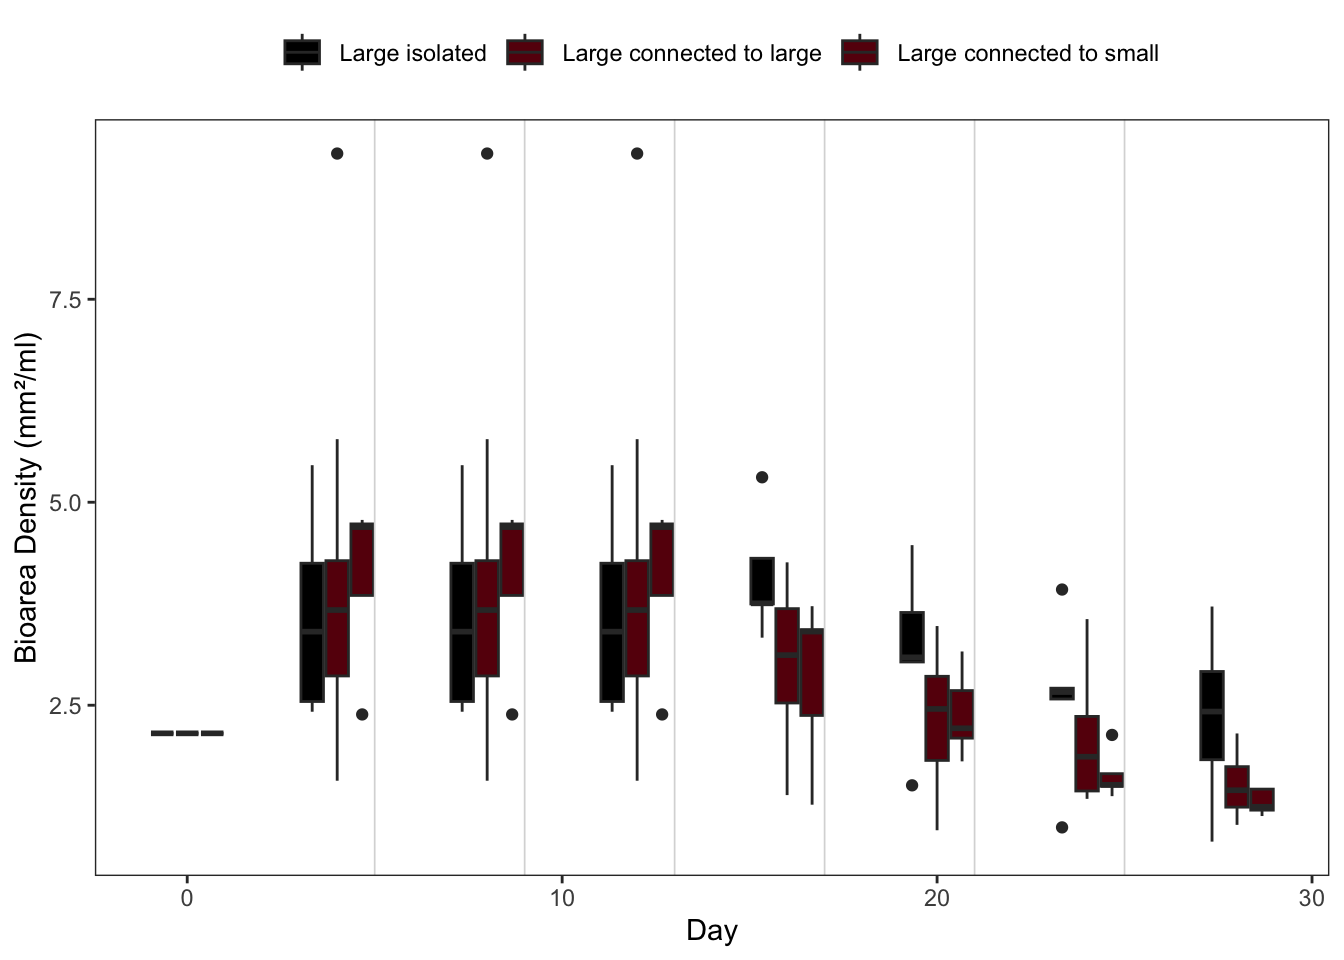 Large isolated Large connected to large Large connected to small
Bioarea Density (mm²/ml)
7.5
5.0
2.5
0 10 20 30
Day